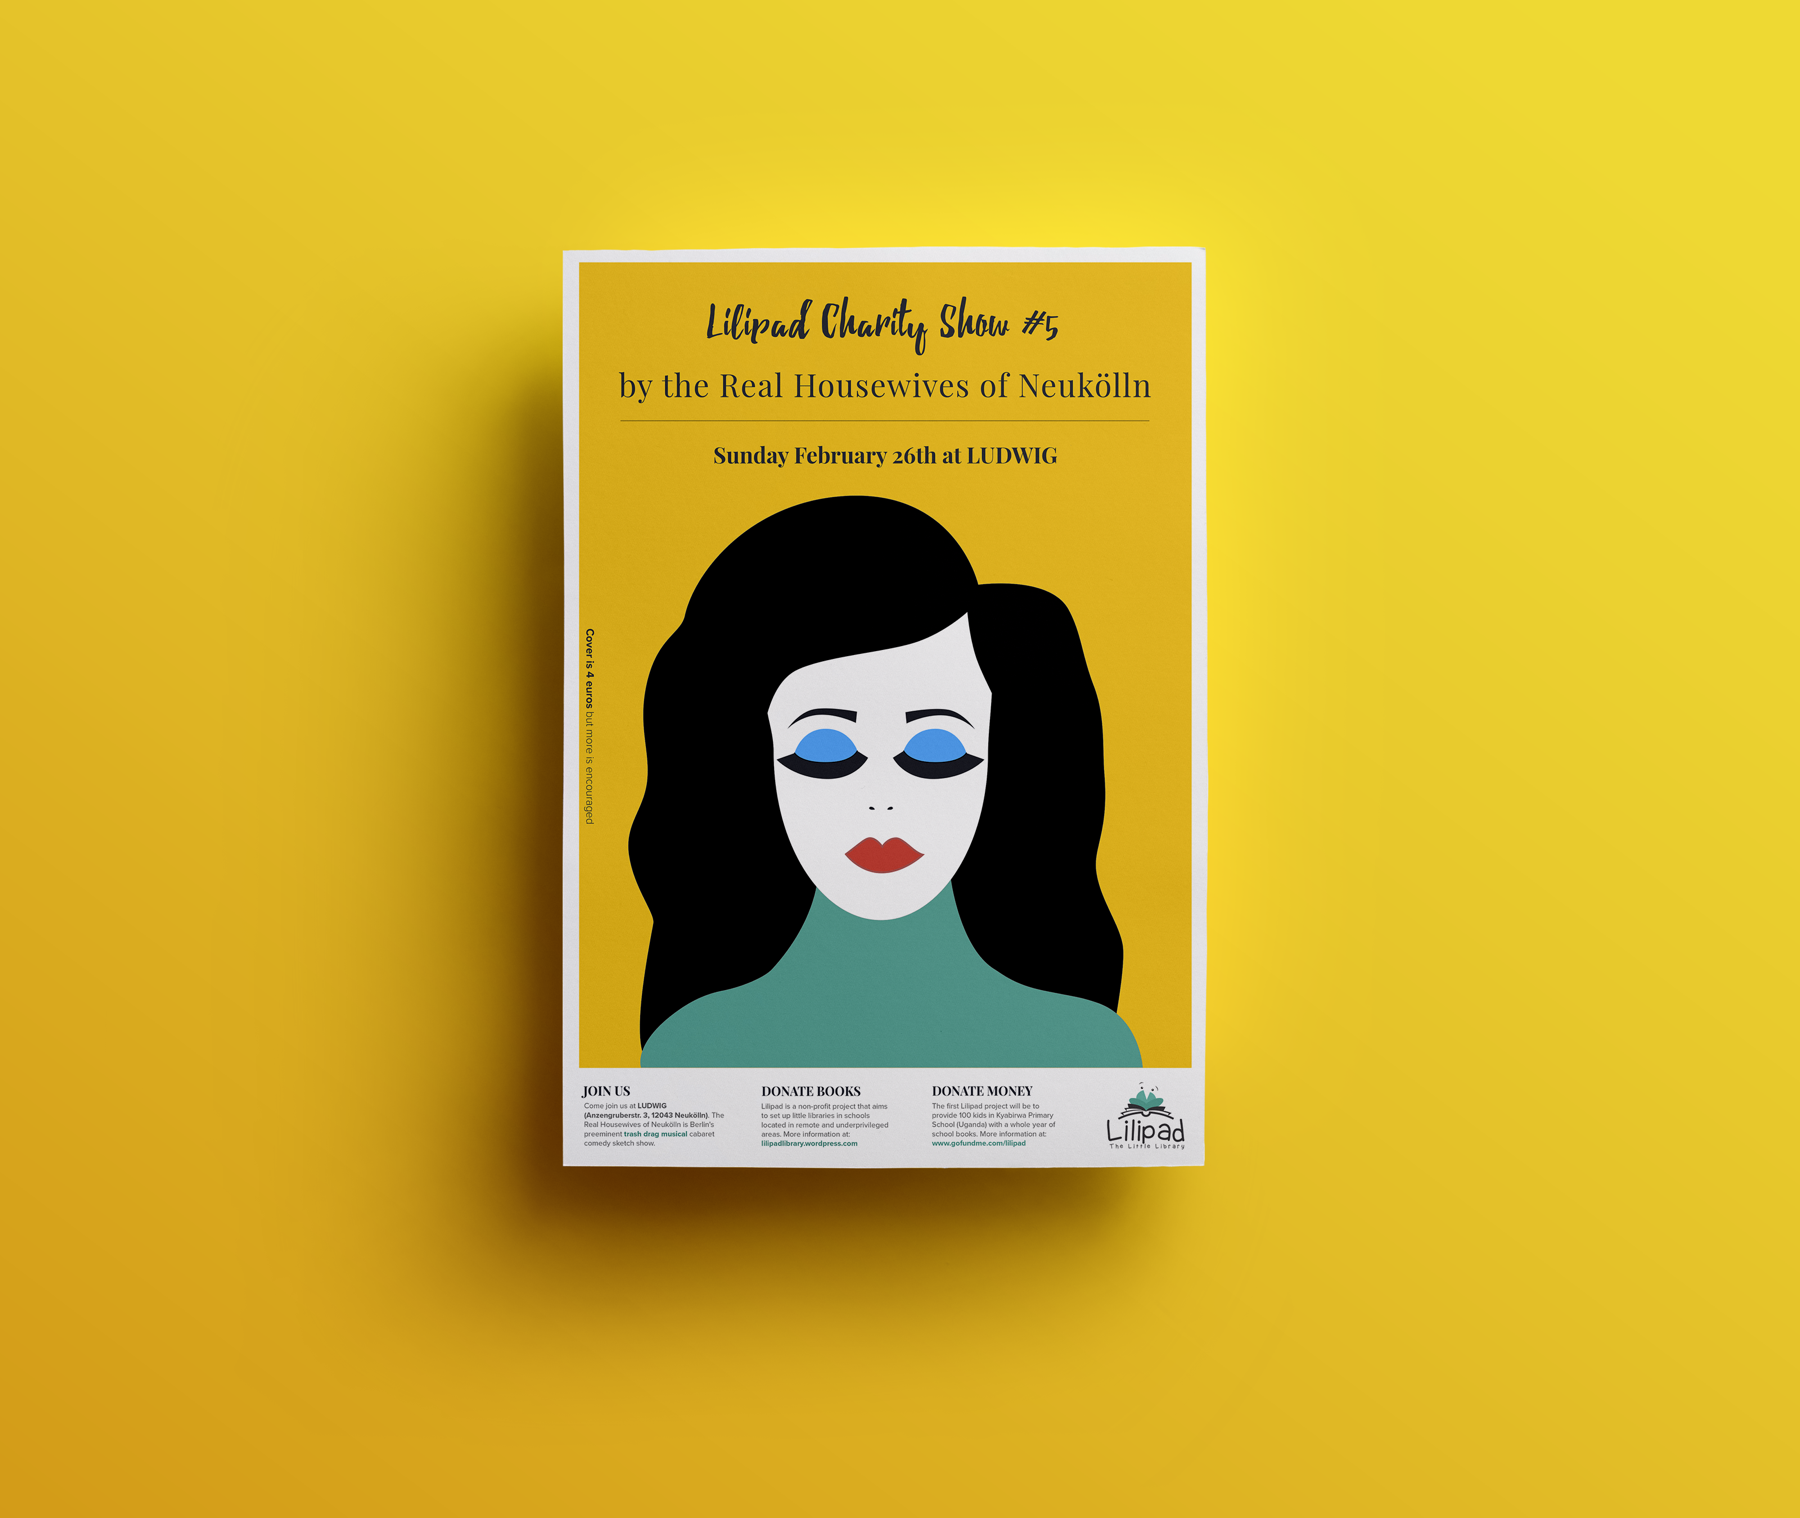 Lilipad Charity Show #5
by the Real Housewives of Neukölln
Sunday February 26th at LUDWIG
Cover is 4 euros but more is encouraged
JOIN US
Come join us at LUDWIG
(Anzengruberstr. 3, 12043 Neukölln). The
Real Housewives of Neukölln is Berlin's
preeminent trash drag musical cabaret
comedy sketch show.
DONATE BOOKS
Lilipad is a non-profit project that aims
to set up little libraries in schools
located in remote and underprivileged
areas. More information at:
lilipadlibrary.wordpress.com
DONATE MONEY
The first Lilipad project will be to
provide 100 kids in Kyabirwa Primary
School (Uganda) with a whole year of
school books. More information at:
www.gofundme.com/lilipad
Lilipad
The Little Library